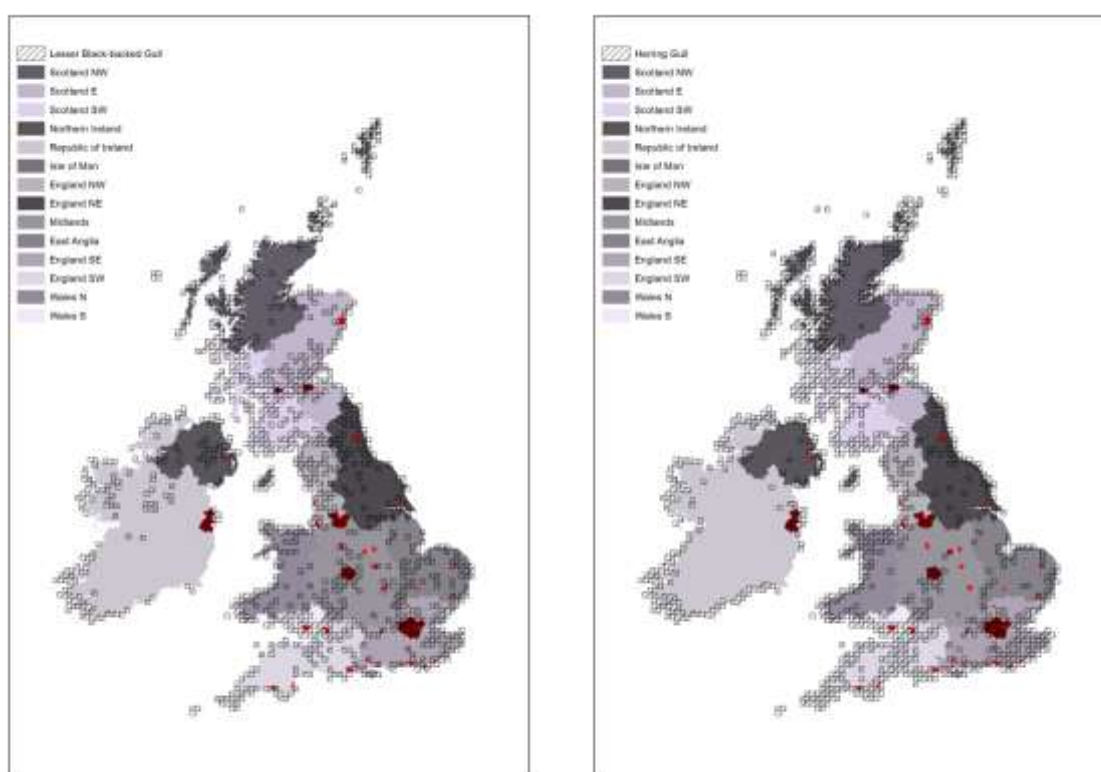 Lesser Black-backed Gull
Scotland NW
Scotland E
Scotland SW
Northern Ireland
Republic of Ireland
Isle of Man
England NW
England NE
Midlands
East Anglia
England SE
England SW
Wales N
Wales S
Herring Gull
Scotland NW
Scotland E
Scotland SW
Northern Ireland
Republic of Ireland
Isle of Man
England NW
England NE
Midlands
East Anglia
England SE
England SW
Wales N
Wales S